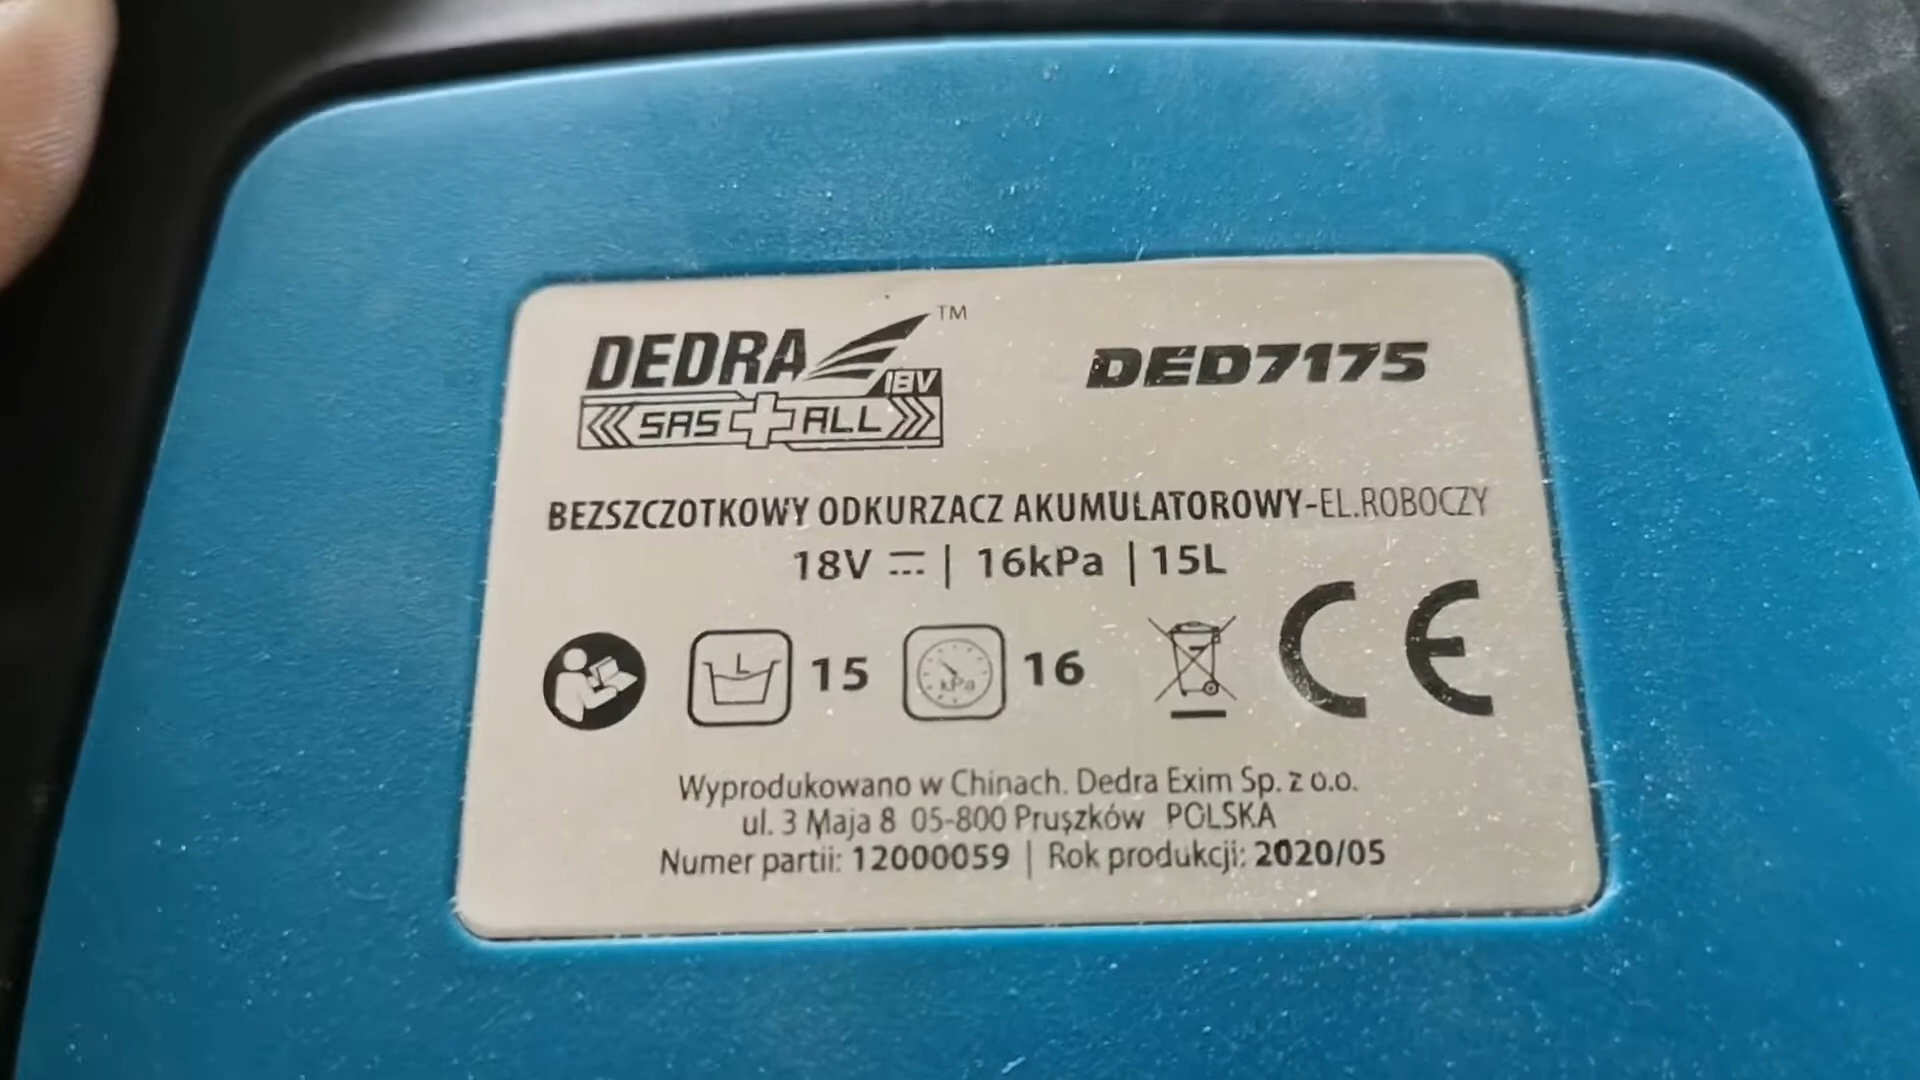 DEDRA TM
18V
SAS + ALL
DED7175
BEZSZCZOTKOWY ODKURZACZ AKUMULATOROWY-EL.ROBOCZY
18V | 16kPa | 15L
L 15 kPa 16 CE
Wyprodukowano w Chinach. Dedra Exim Sp. z o.o.
ul. 3 Maja 8 05-800 Pruszków POLSKA
Numer partii: 12000059 | Rok produkcji: 2020/05